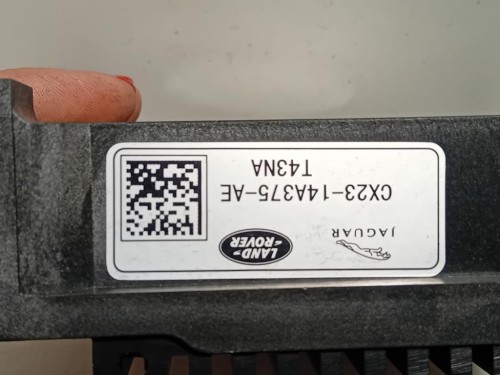 JAGUAR
LAND
ROVER
CX23-14A375-AE
T43NA